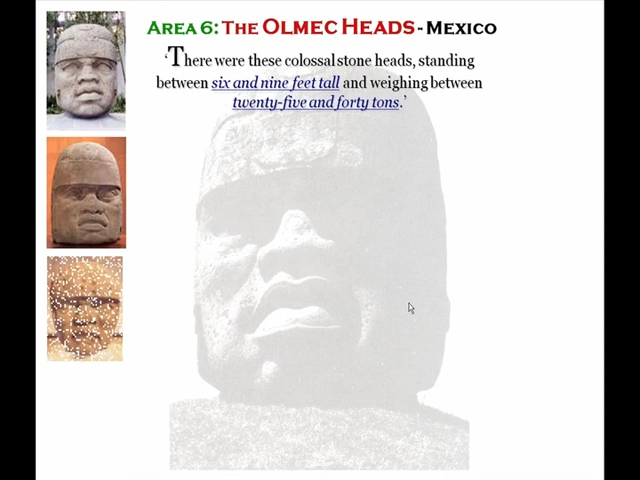 Area 6: The Olmec Heads - Mexico
‘There were these colossal stone heads, standing
between six and nine feet tall and weighing between
twenty-five and forty tons.’